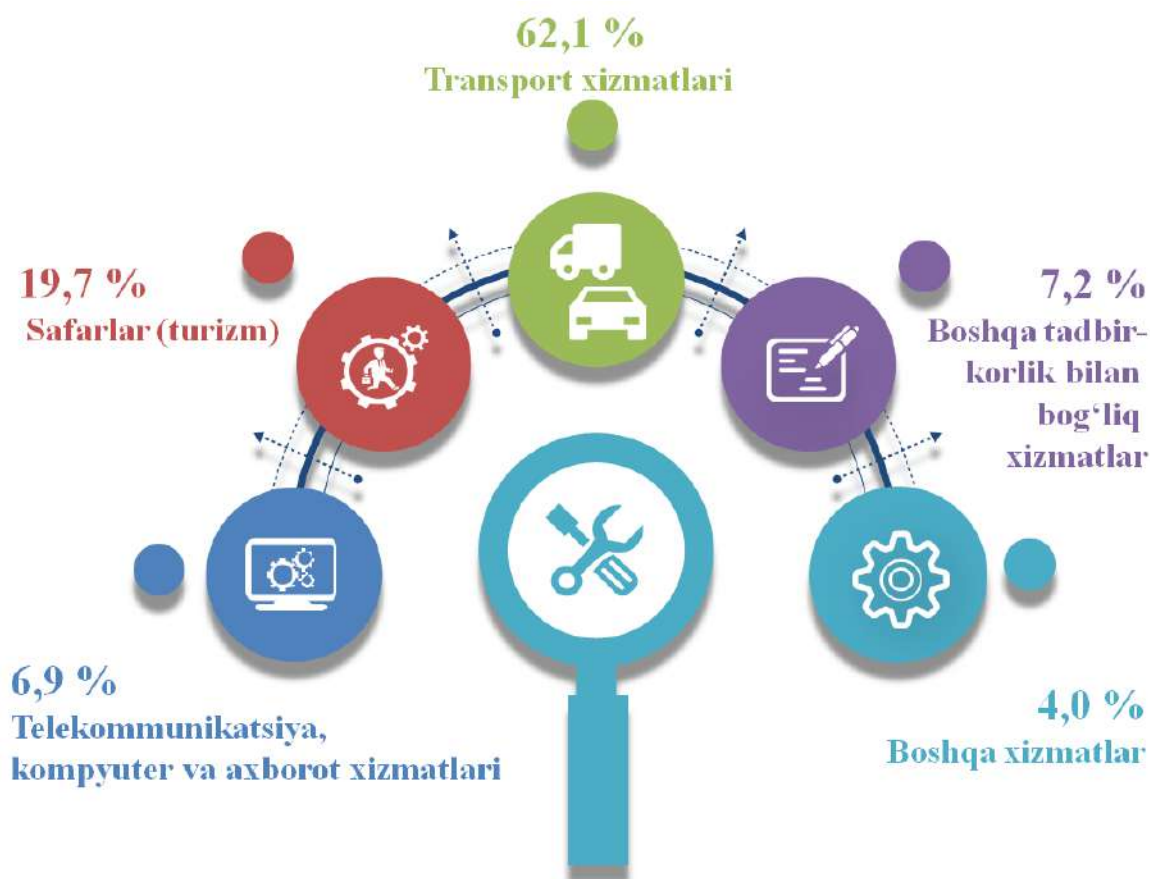 62,1 %
Transport xizmatlari
19,7 %
Safarlar (turizm)
7,2 %
Boshqa tadbir-
korlik bilan
bog‘liq
xizmatlar
6,9 %
Telekommunikatsiya,
kompyuter va axborot xizmatlari
4,0 %
Boshqa xizmatlar